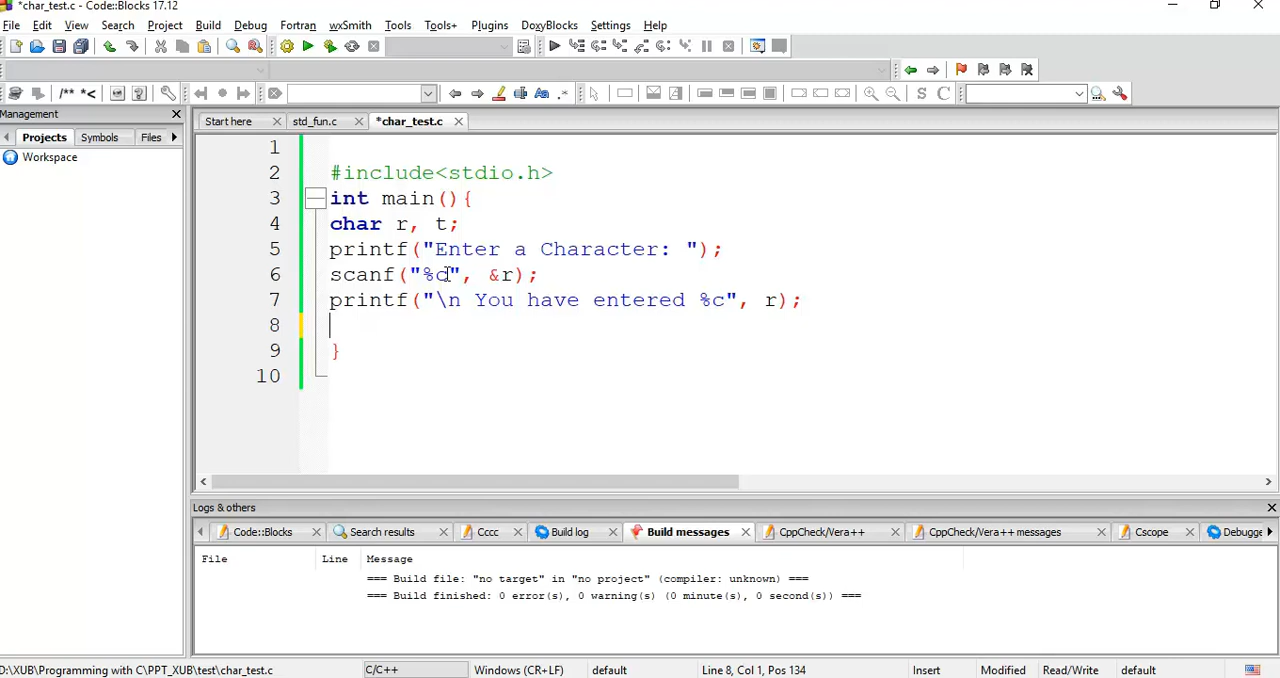 *char_test.c - Code::Blocks 17.12
File Edit View Search Project Build Debug Fortran wxSmith Tools Tools+ Plugins DoxyBlocks Settings Help
/** *<
S C
Management
Start here std_fun.c *char_test.c
Projects Symbols Files
Workspace
1
2 #include<stdio.h>
3 int main(){
4 char r, t;
5 printf("Enter a Character: ");
6 scanf("%c", &r);
7 printf("\n You have entered %c", r);
8
9 }
10
Logs & others
Code::Blocks Search results Cccc Build log Build messages CppCheck/Vera++ CppCheck/Vera++ messages Cscope Debugge
File Line Message
=== Build file: "no target" in "no project" (compiler: unknown) ===
=== Build finished: 0 error(s), 0 warning(s) (0 minute(s), 0 second(s)) ===
D:\XUB\Programming with C\PPT_XUB\test\char_test.c C/C++ Windows (CR+LF) default Line 8, Col 1, Pos 134 Insert Modified Read/Write default